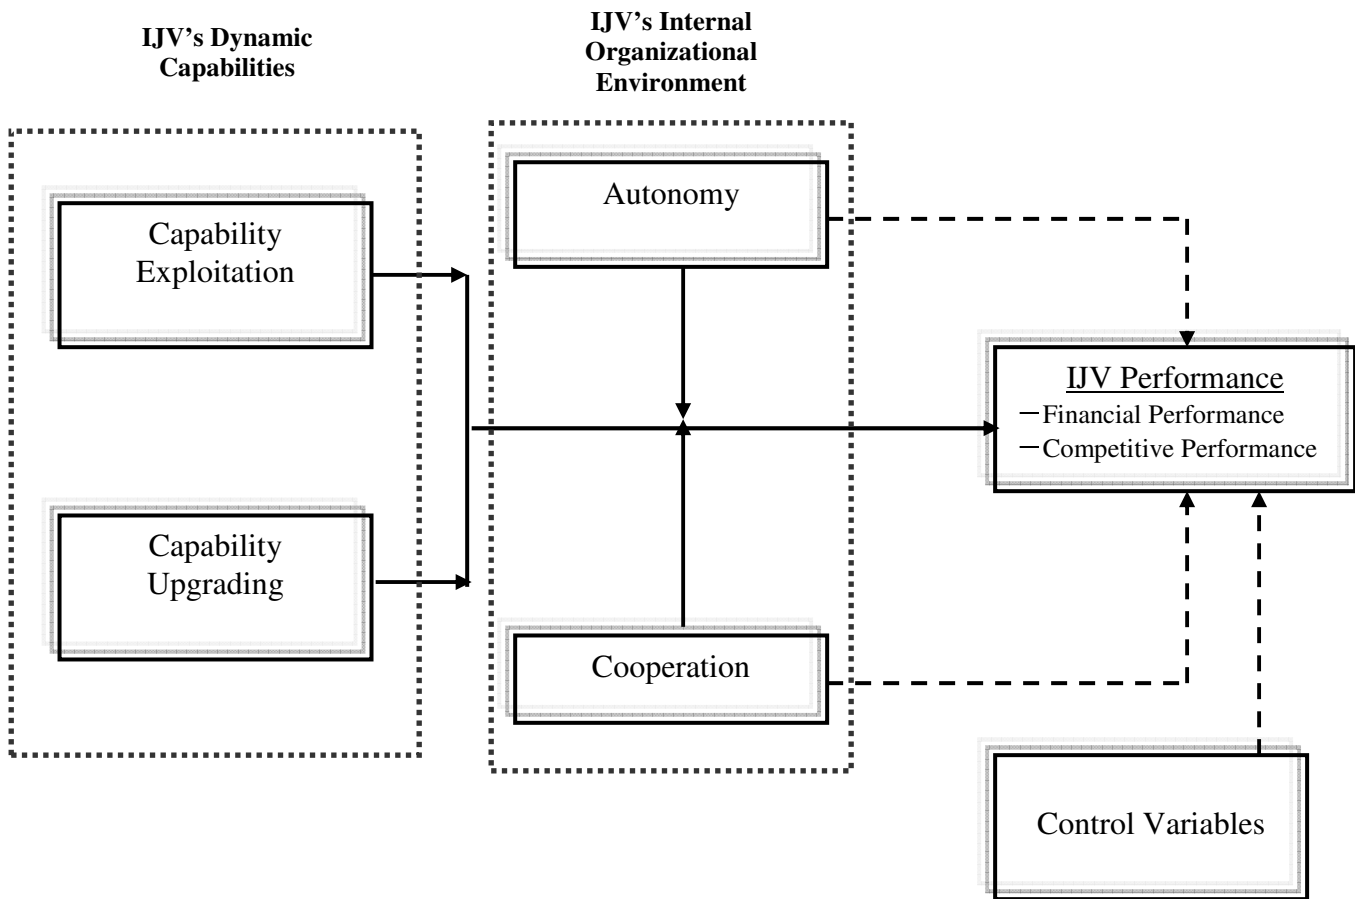 IJV’s Dynamic
Capabilities
IJV’s Internal
Organizational
Environment
Capability
Exploitation
Capability
Upgrading
Autonomy
Cooperation
IJV Performance
–Financial Performance
–Competitive Performance
Control Variables